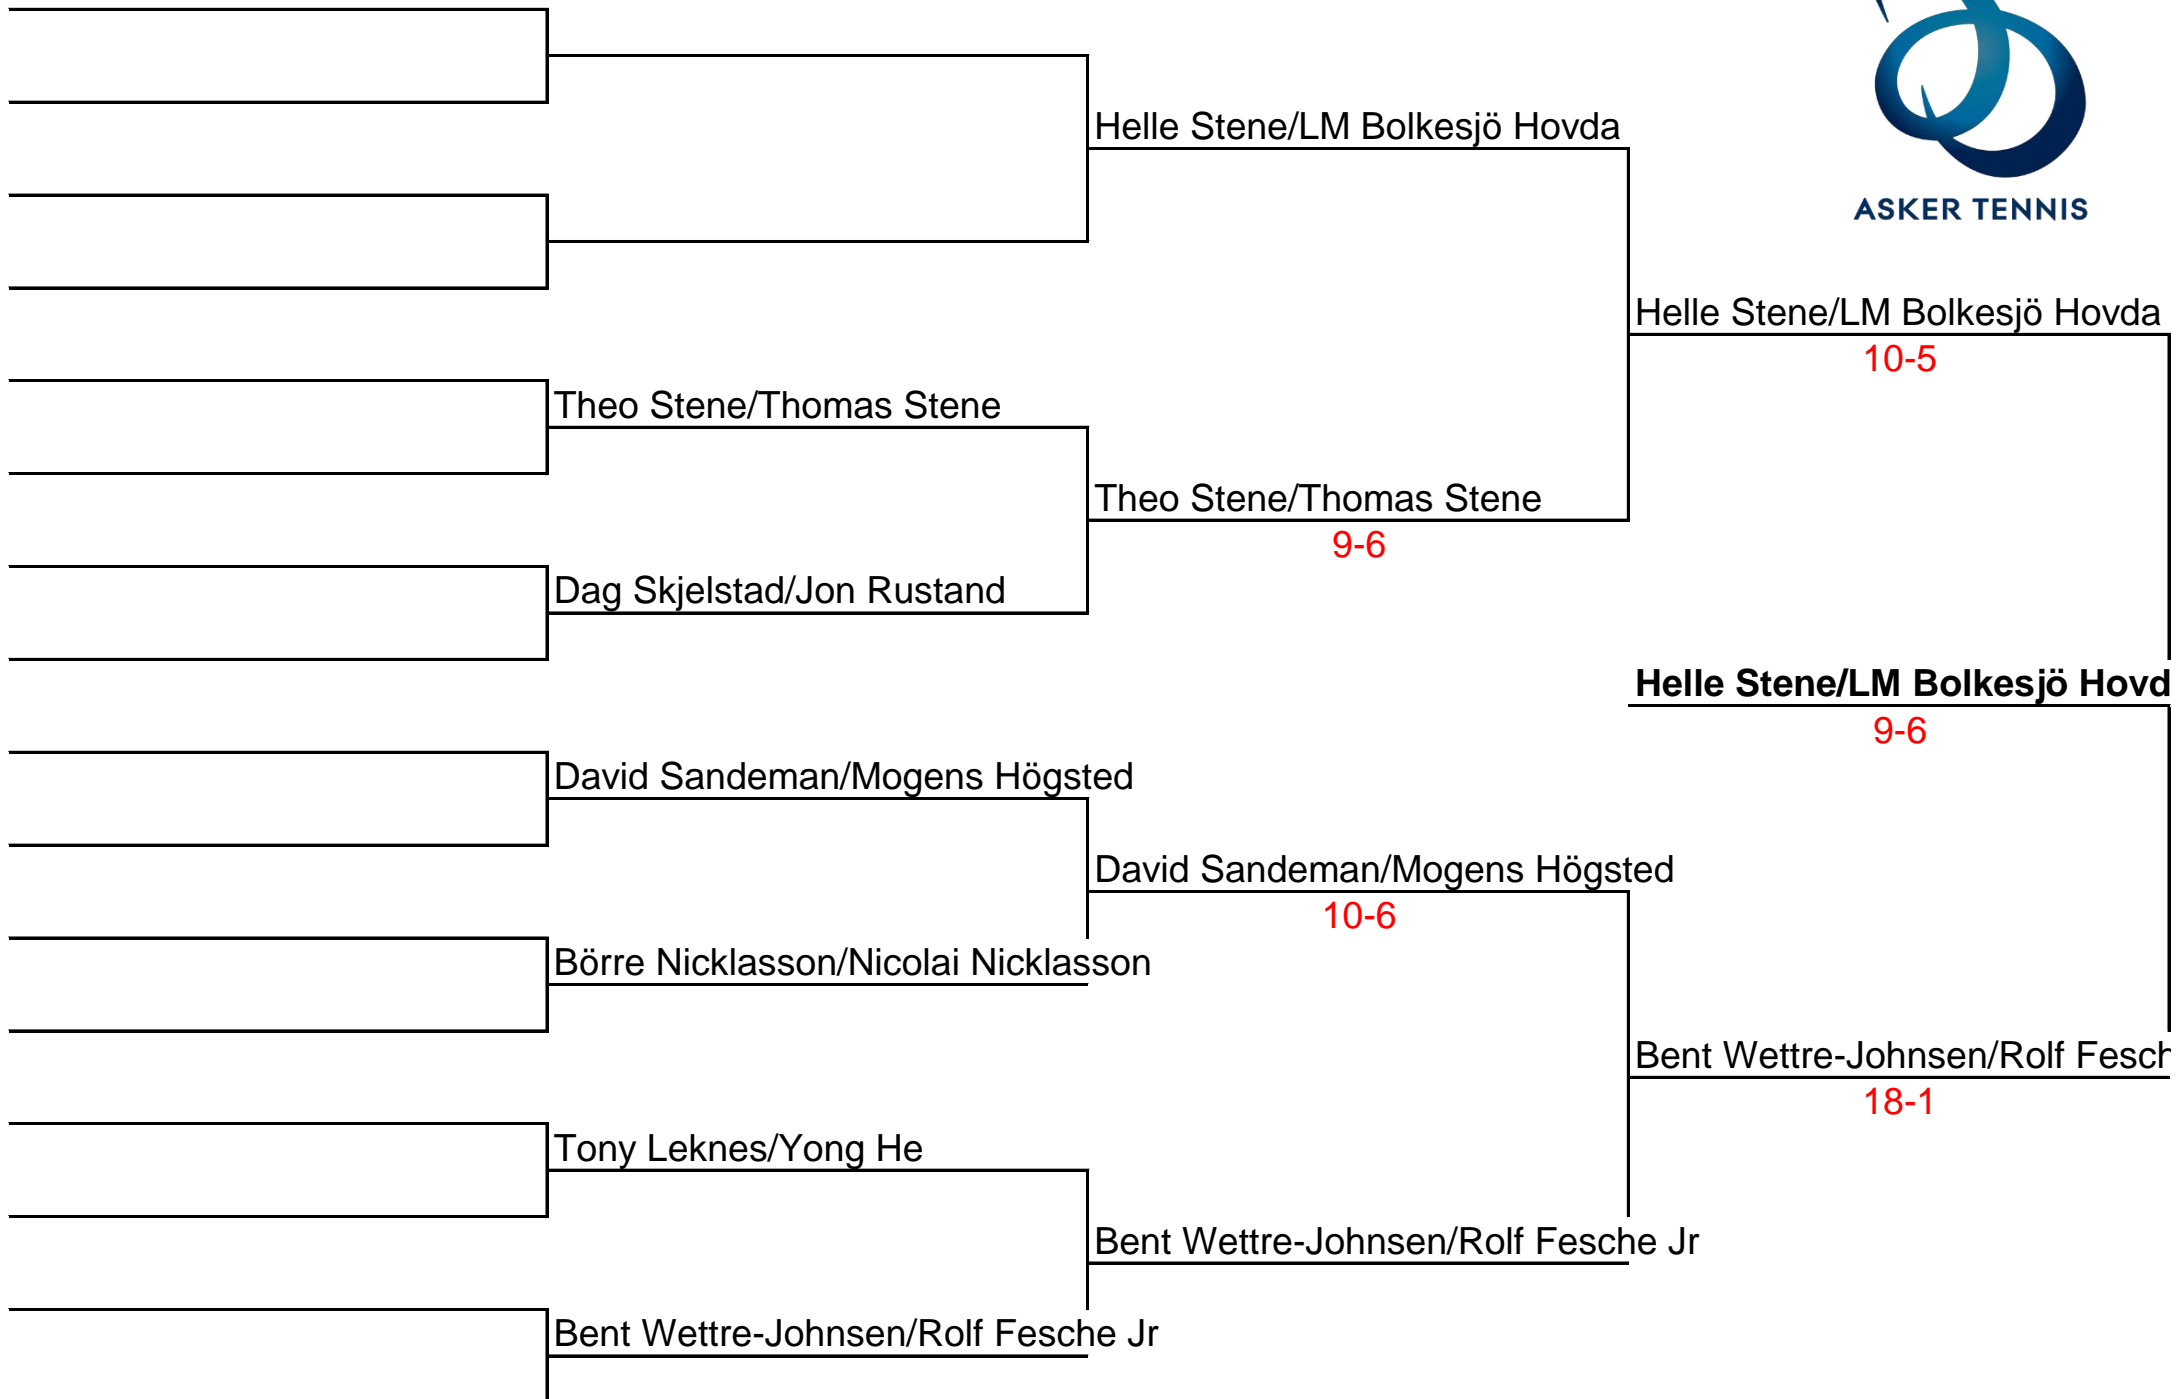 Helle Stene/LM Bolkesjö Hovda
ASKER TENNIS
Helle Stene/LM Bolkesjö Hovda
10-5
Theo Stene/Thomas Stene
Theo Stene/Thomas Stene
9-6
Dag Skjelstad/Jon Rustand
Helle Stene/LM Bolkesjö Hovd
9-6
David Sandeman/Mogens Högsted
David Sandeman/Mogens Högsted
10-6
Börre Nicklasson/Nicolai Nicklasson
Bent Wettre-Johnsen/Rolf Fesch
18-1
Tony Leknes/Yong He
Bent Wettre-Johnsen/Rolf Fesche Jr
Bent Wettre-Johnsen/Rolf Fesche Jr